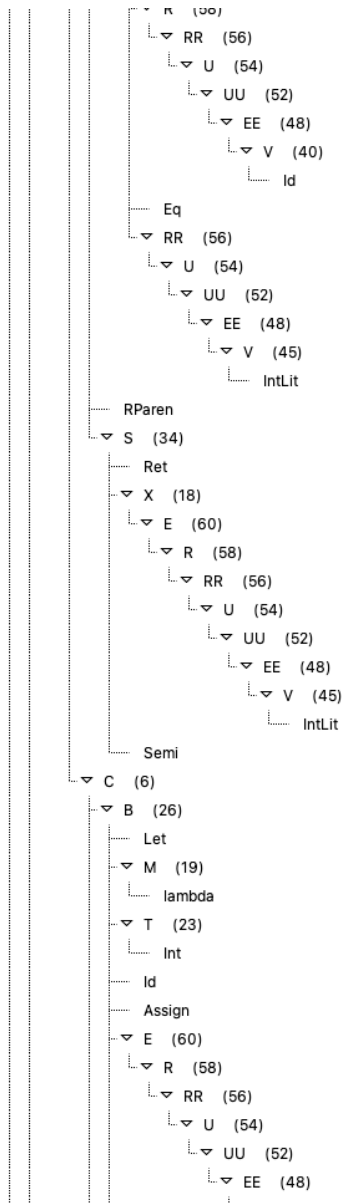 R (58)
RR (56)
U (54)
UU (52)
EE (48)
V (40)
Id
Eq
RR (56)
U (54)
UU (52)
EE (48)
V (45)
IntLit
RParen
S (34)
Ret
X (18)
E (60)
R (58)
RR (56)
U (54)
UU (52)
EE (48)
V (45)
IntLit
Semi
C (6)
B (26)
Let
M (19)
lambda
T (23)
Int
Id
Assign
E (60)
R (58)
RR (56)
U (54)
UU (52)
EE (48)